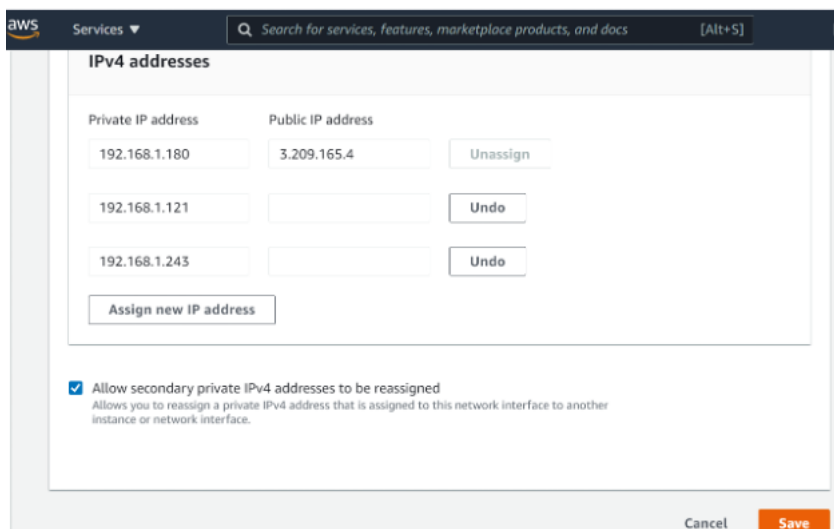 aws Services ▼ Search for services, features, marketplace products, and docs [Alt+S]
IPv4 addresses
Private IP address Public IP address
192.168.1.180 3.209.165.4 Unassign
192.168.1.121 Undo
192.168.1.243 Undo
Assign new IP address
Allow secondary private IPv4 addresses to be reassigned
Allows you to reassign a private IPv4 address that is assigned to this network interface to another
instance or network interface.
Cancel Save